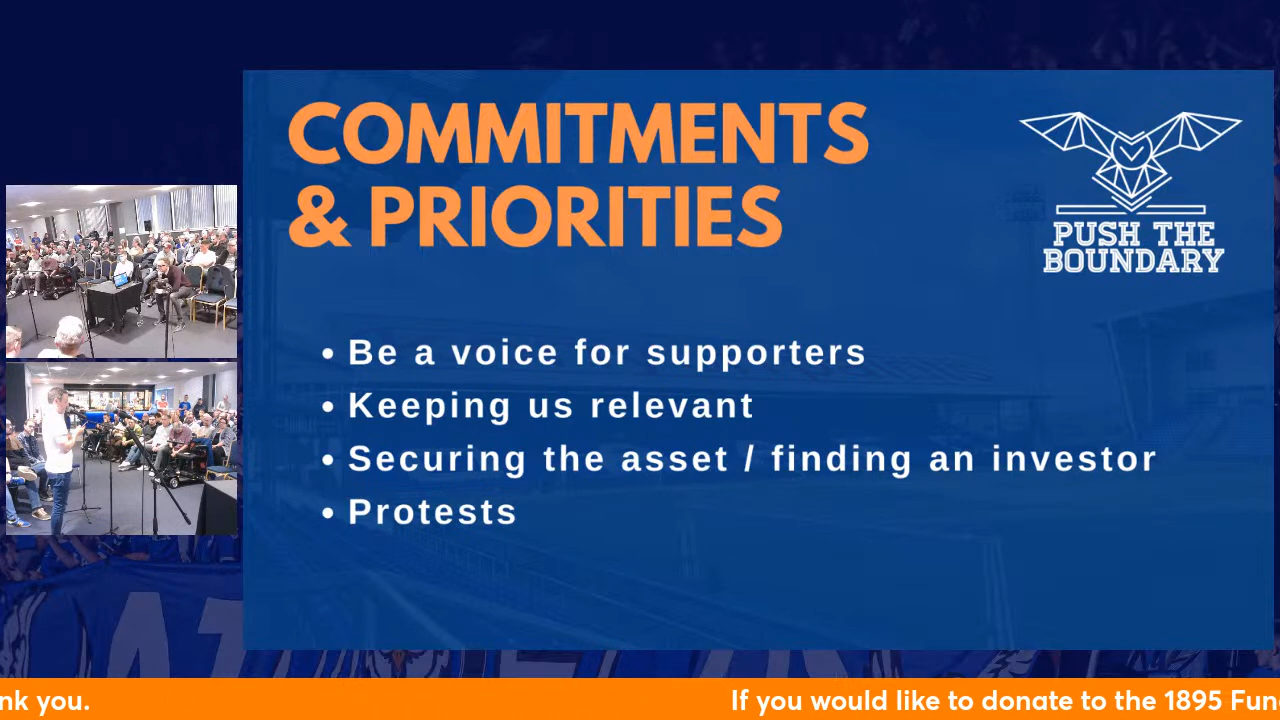 COMMITMENTS
& PRIORITIES
PUSH THE
BOUNDARY
• Be a voice for supporters
• Keeping us relevant
• Securing the asset / finding an investor
• Protests
nk you.
If you would like to donate to the 1895 Fun